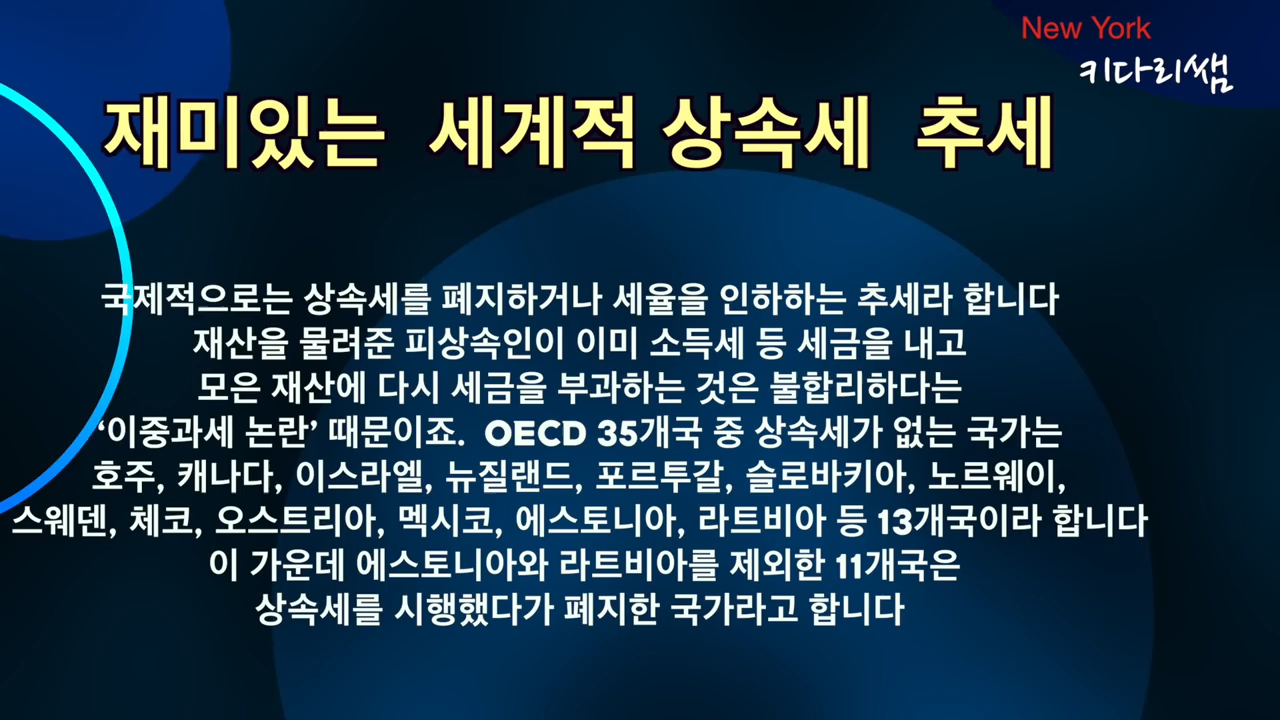 New York
키다리쌤
재미있는 세계적 상속세 추세
국제적으로는 상속세를 폐지하거나 세율을 인하하는 추세라 합니다
재산을 물려준 피상속인이 이미 소득세 등 세금을 내고
모은 재산에 다시 세금을 부과하는 것은 불합리하다는
‘이중과세 논란’ 때문이죠. OECD 35개국 중 상속세가 없는 국가는
호주, 캐나다, 이스라엘, 뉴질랜드, 포르투갈, 슬로바키아, 노르웨이,
스웨덴, 체코, 오스트리아, 멕시코, 에스토니아, 라트비아 등 13개국이라 합니다
이 가운데 에스토니아와 라트비아를 제외한 11개국은
상속세를 시행했다가 폐지한 국가라고 합니다